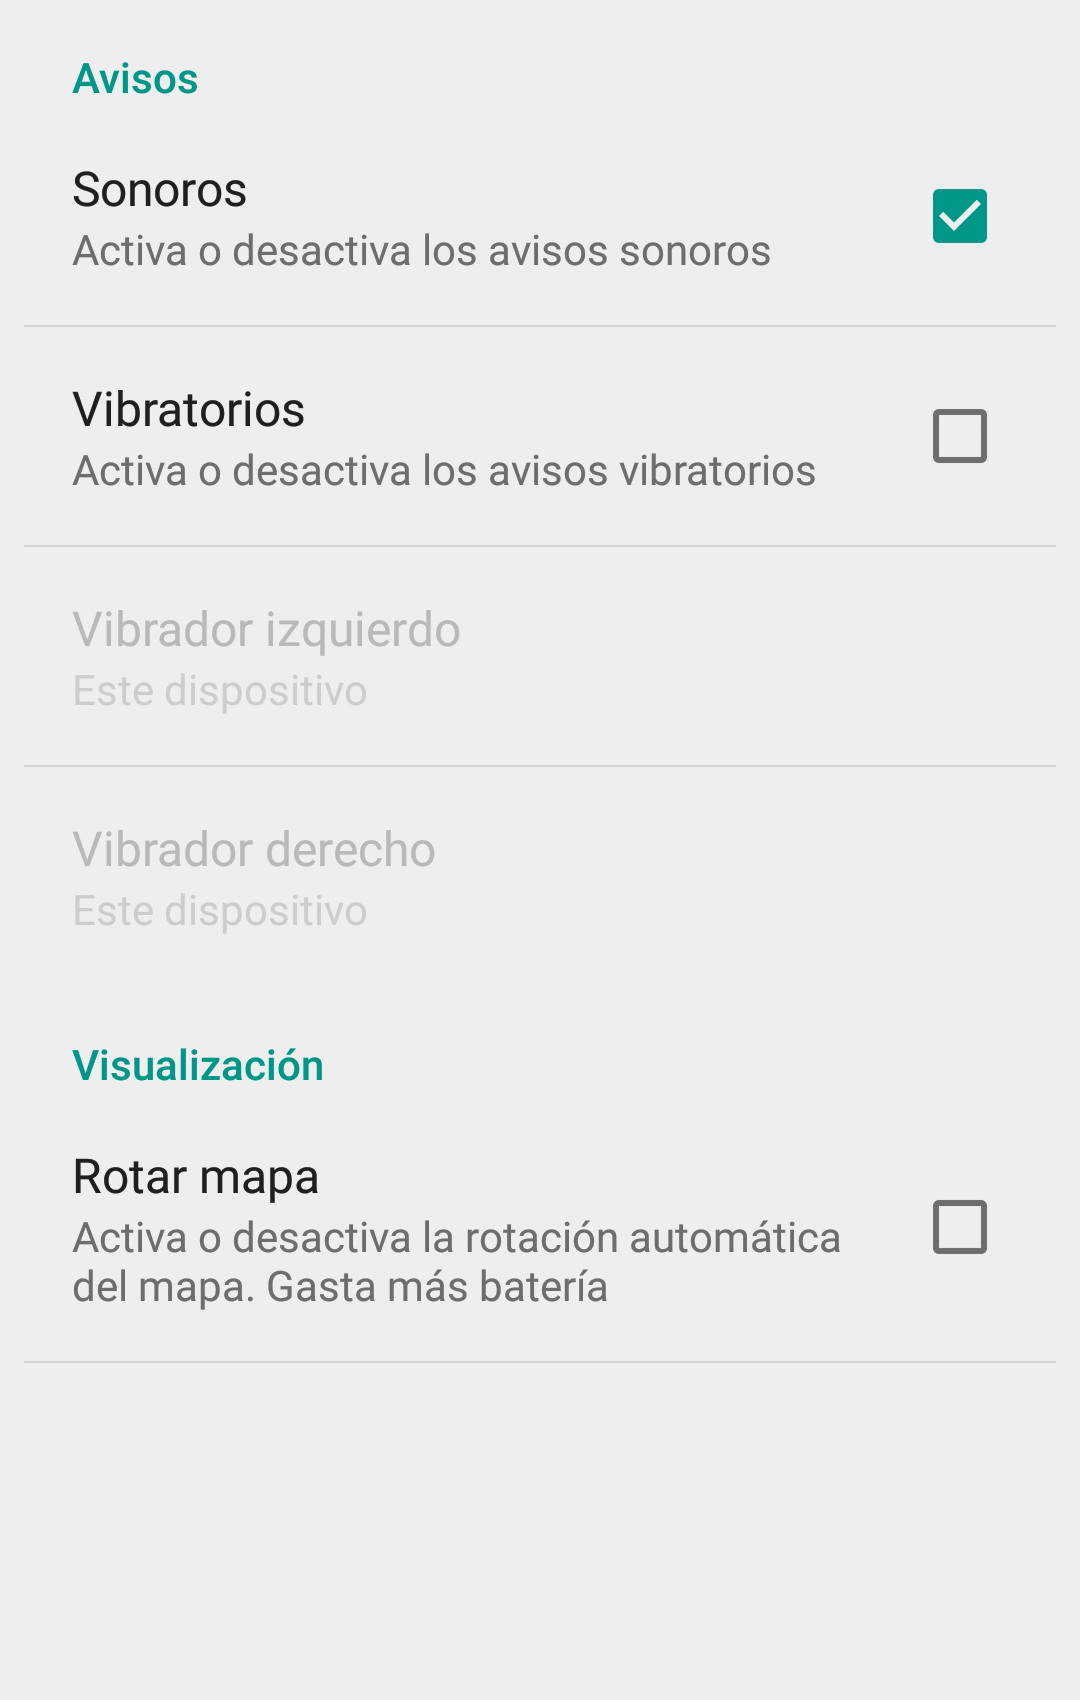 Avisos
Sonoros
Activa o desactiva los avisos sonoros
Vibratorios
Activa o desactiva los avisos vibratorios
Vibrador izquierdo
Este dispositivo
Vibrador derecho
Este dispositivo
Visualización
Rotar mapa
Activa o desactiva la rotación automática
del mapa. Gasta más batería